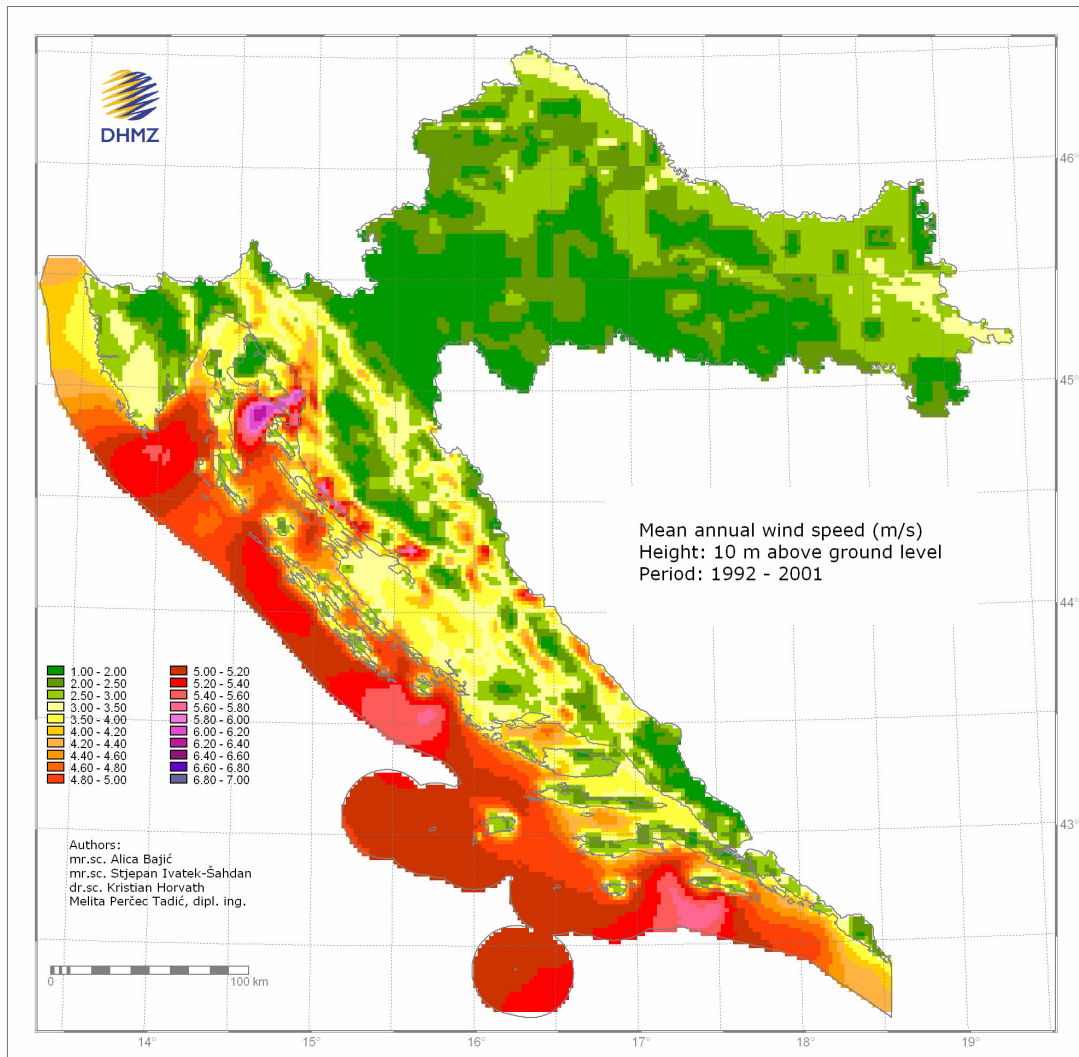 DHMZ
46°
45°
Mean annual wind speed (m/s)
Height: 10 m above ground level
Period: 1992 - 2001
44°
1.00 - 2.00
2.00 - 2.50
2.50 - 3.00
3.00 - 3.50
3.50 - 4.00
4.00 - 4.20
4.20 - 4.40
4.40 - 4.60
4.60 - 4.80
4.80 - 5.00
5.00 - 5.20
5.20 - 5.40
5.40 - 5.60
5.60 - 5.80
5.80 - 6.00
6.00 - 6.20
6.20 - 6.40
6.40 - 6.60
6.60 - 6.80
6.80 - 7.00
43°
Authors:
mr.sc. Alica Bajić
mr.sc. Stjepan Ivatek-Šahdan
dr.sc. Kristian Horvath
Melita Perčec Tadić, dipl. ing.
0 100 km
14° 15° 16° 17° 18° 19°